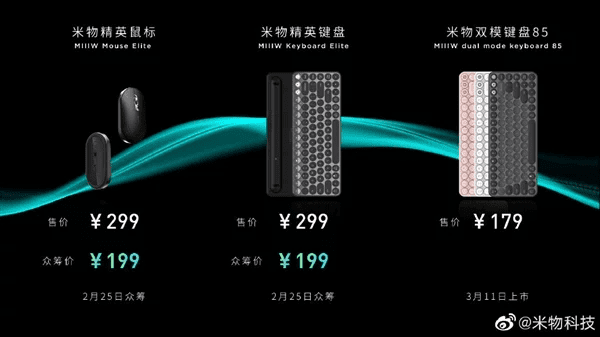 米物精英鼠标
MIIIW Mouse Elite
售价 ¥299
众筹价 ¥199
2月25日众筹
米物精英键盘
MIIIW Keyboard Elite
售价 ¥299
众筹价 ¥199
2月25日众筹
米物双模键盘85
MIIIW dual mode keyboard 85
售价 ¥179
3月11日上市
@米物科技